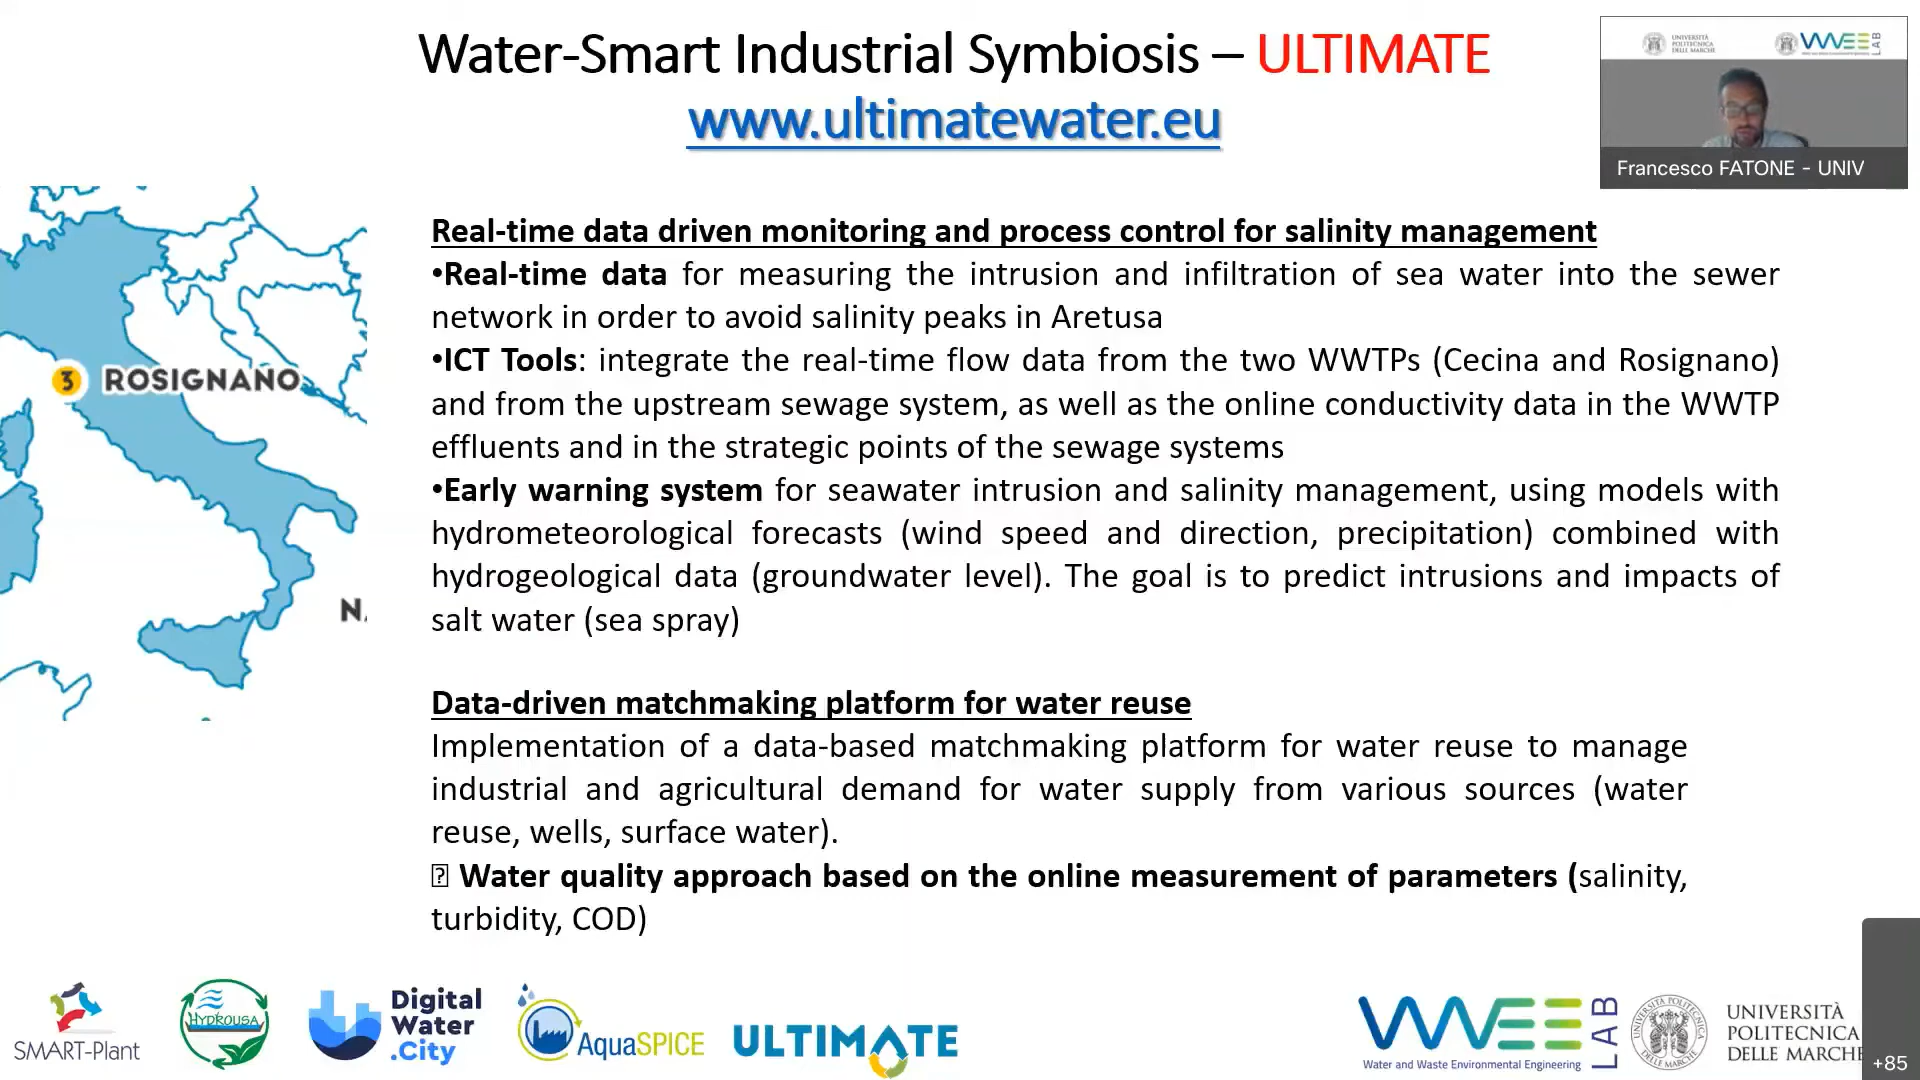 Water-Smart Industrial Symbiosis – ULTIMATE
www.ultimatewater.eu
UNIVERSITÀ
POLITECNICA
DELLE MARCHE
WWEE LAB
Francesco FATONE - UNIV
3 ROSIGNANO
N.
Real-time data driven monitoring and process control for salinity management
•Real-time data for measuring the intrusion and infiltration of sea water into the sewer
network in order to avoid salinity peaks in Aretusa
•ICT Tools: integrate the real-time flow data from the two WWTPs (Cecina and Rosignano)
and from the upstream sewage system, as well as the online conductivity data in the WWTP
effluents and in the strategic points of the sewage systems
•Early warning system for seawater intrusion and salinity management, using models with
hydrometeorological forecasts (wind speed and direction, precipitation) combined with
hydrogeological data (groundwater level). The goal is to predict intrusions and impacts of
salt water (sea spray)
Data-driven matchmaking platform for water reuse
Implementation of a data-based matchmaking platform for water reuse to manage
industrial and agricultural demand for water supply from various sources (water
reuse, wells, surface water).
Water quality approach based on the online measurement of parameters (salinity,
turbidity, COD)
SMART-Plant
HYDROUSA
Digital
Water
.City
AquaSPICE
ULTIMATE
WWEE LAB
Water and Waste Environmental Engineering
UNIVERSITÀ
POLITECNICA
DELLE MARCHE
+85